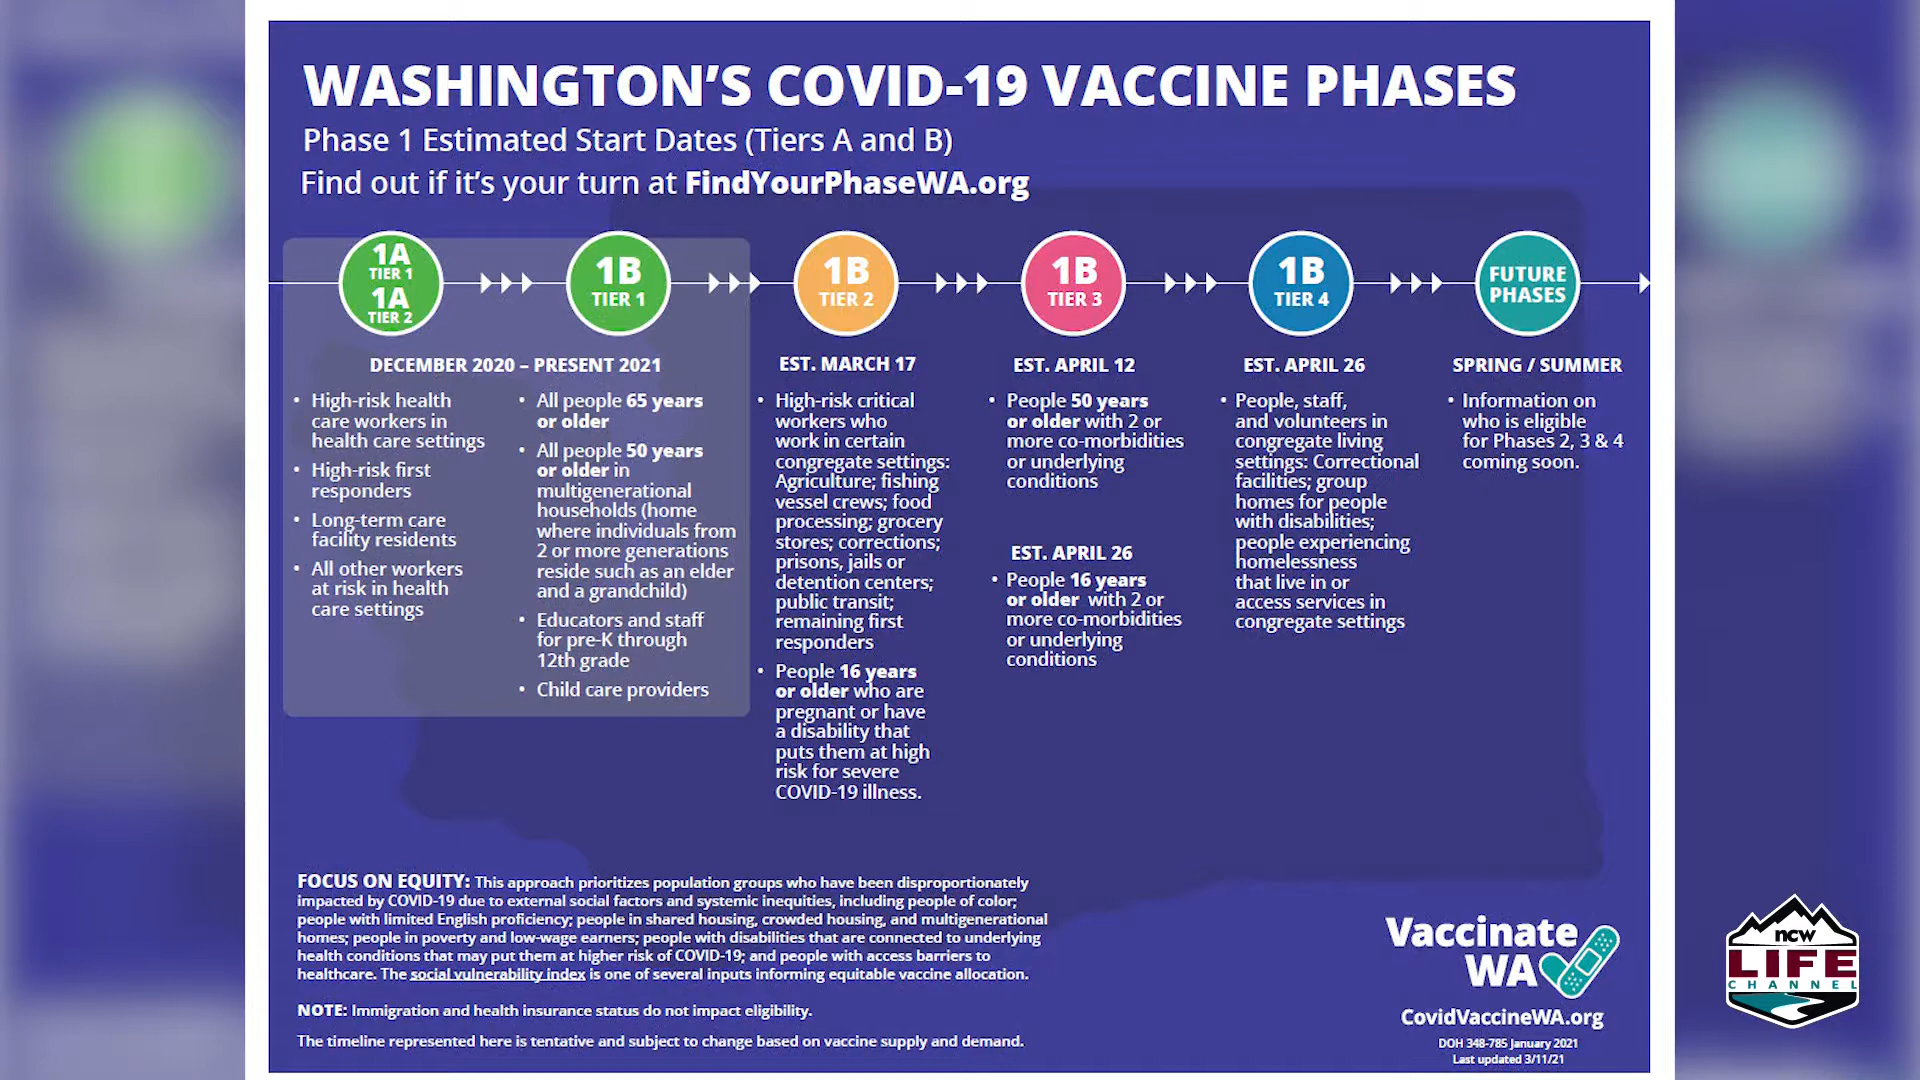 WASHINGTON'S COVID-19 VACCINE PHASES
Phase 1 Estimated Start Dates (Tiers A and B)
Find out if it's your turn at FindYourPhaseWA.org
1A
TIER 1
1A
TIER 2
1B
TIER 1
DECEMBER 2020 – PRESENT 2021
• High-risk health
care workers in
health care settings
• High-risk first
responders
• Long-term care
facility residents
• All other workers
at risk in health
care settings
• All people 65 years
or older
• All people 50 years
or older in
multigenerational
households (home
where individuals from
2 or more generations
reside such as an elder
and a grandchild)
• Educators and staff
for pre-K through
12th grade
• Child care providers
1B
TIER 2
EST. MARCH 17
• High-risk critical
workers who
work in certain
congregate settings:
Agriculture; fishing
vessel crews; food
processing; grocery
stores; corrections;
prisons, jails or
detention centers;
public transit;
remaining first
responders
• People 16 years
or older who are
pregnant or have
a disability that
puts them at high
risk for severe
COVID-19 illness.
1B
TIER 3
EST. APRIL 12
• People 50 years
or older with 2 or
more co-morbidities
or underlying
conditions
EST. APRIL 26
• People 16 years
or older with 2 or
more co-morbidities
or underlying
conditions
1B
TIER 4
EST. APRIL 26
• People, staff,
and volunteers in
congregate living
settings: Correctional
facilities; group
homes for people
with disabilities;
people experiencing
homelessness
that live in or
access services in
congregate settings
FUTURE
PHASES
SPRING / SUMMER
• Information on
who is eligible
for Phases 2, 3 & 4
coming soon.
FOCUS ON EQUITY: This approach prioritizes population groups who have been disproportionately
impacted by COVID-19 due to external social factors and systemic inequities, including people of color;
people with limited English proficiency; people in shared housing, crowded housing, and multigenerational
homes; people in poverty and low-wage earners; people with disabilities that are connected to underlying
health conditions that may put them at higher risk of COVID-19; and people with access barriers to
healthcare. The social vulnerability index is one of several inputs informing equitable vaccine allocation.
NOTE: Immigration and health insurance status do not impact eligibility.
The timeline represented here is tentative and subject to change based on vaccine supply and demand.
Vaccinate
WA
CovidVaccineWA.org
DOH 348-785 January 2021
Last updated 3/11/21
ncw
LIFE
CHANNEL